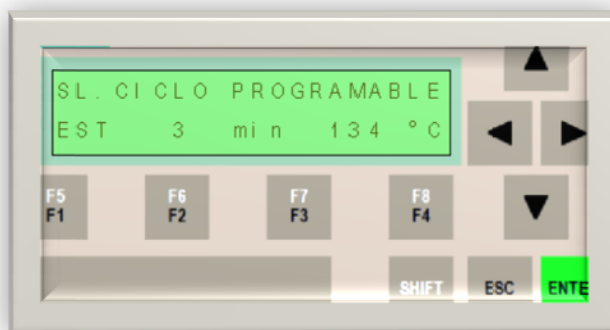 SL. CICLO PROGRAMABLE
EST 3 min 134 °C
F5 F6 F7 F8
F1 F2 F3 F4
SHIFT ESC ENTE